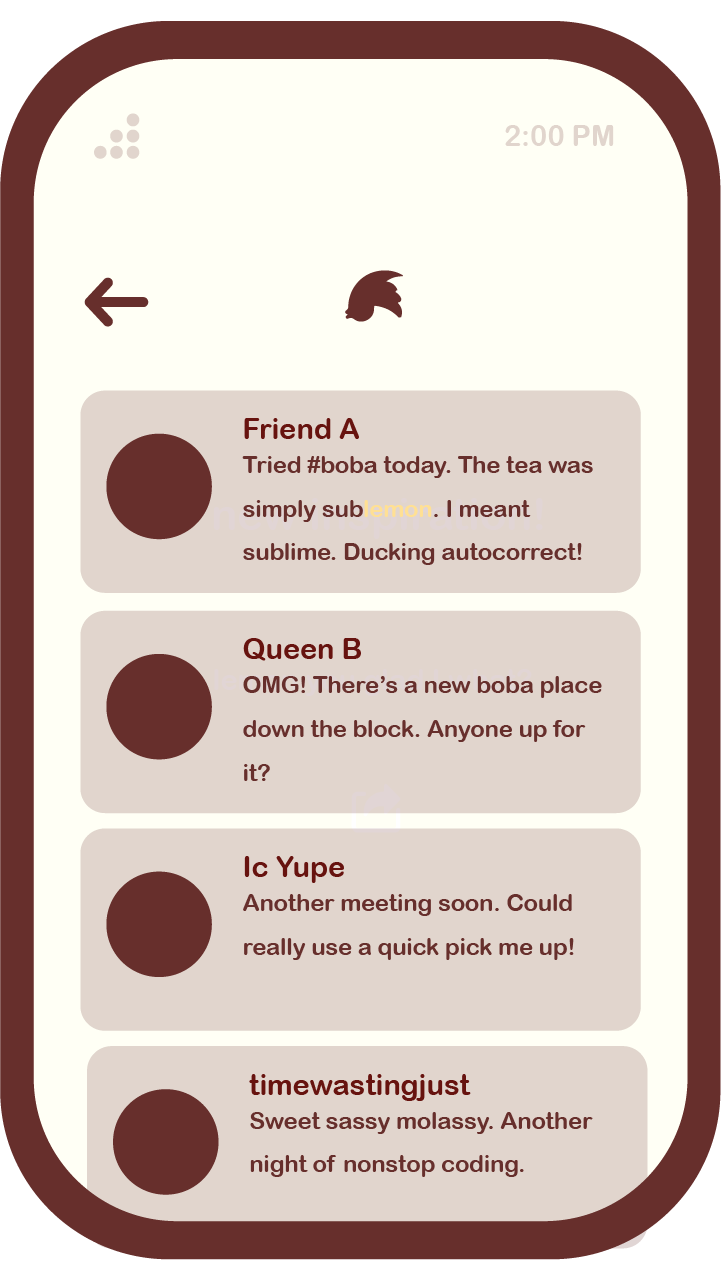 2:00 PM
Friend A
Tried #boba today. The tea was
simply sublemon. I meant
sublime. Ducking autocorrect!
Queen B
OMG! There’s a new boba place
down the block. Anyone up for
it?
Ic Yupe
Another meeting soon. Could
really use a quick pick me up!
timewastingjust
Sweet sassy molassy. Another
night of nonstop coding.